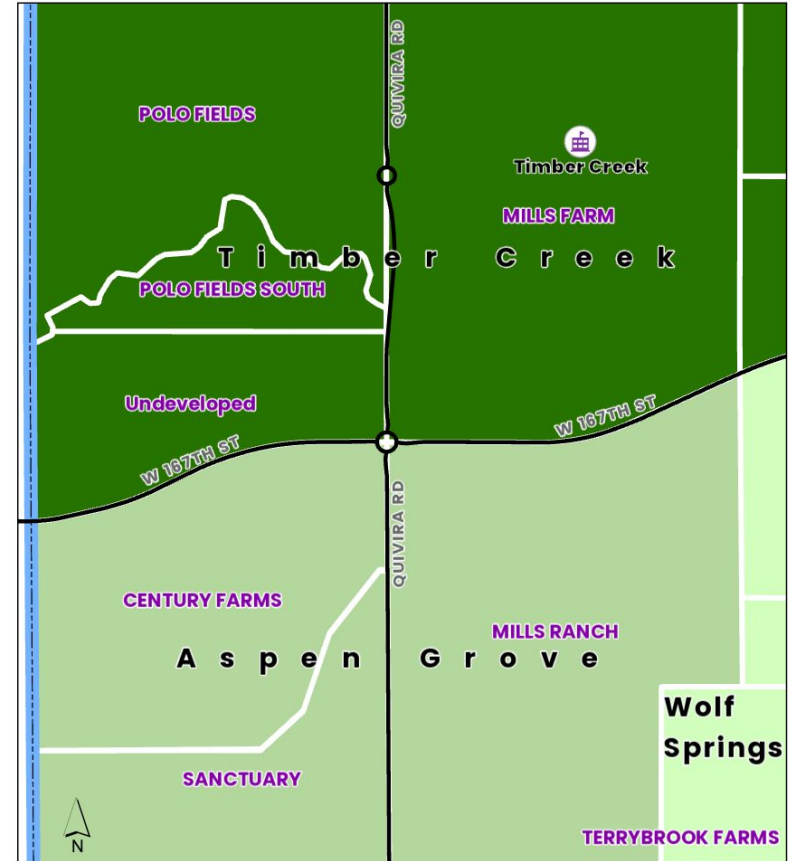 QUIVIRA RD
POLO FIELDS
Timber Creek
MILLS FARM
Timber Creek
POLO FIELDS SOUTH
Undeveloped
W 167TH ST
W 167TH ST
QUIVIRA RD
CENTURY FARMS
MILLS RANCH
Aspen Grove
Wolf
Springs
SANCTUARY
TERRYBROOK FARMS
N